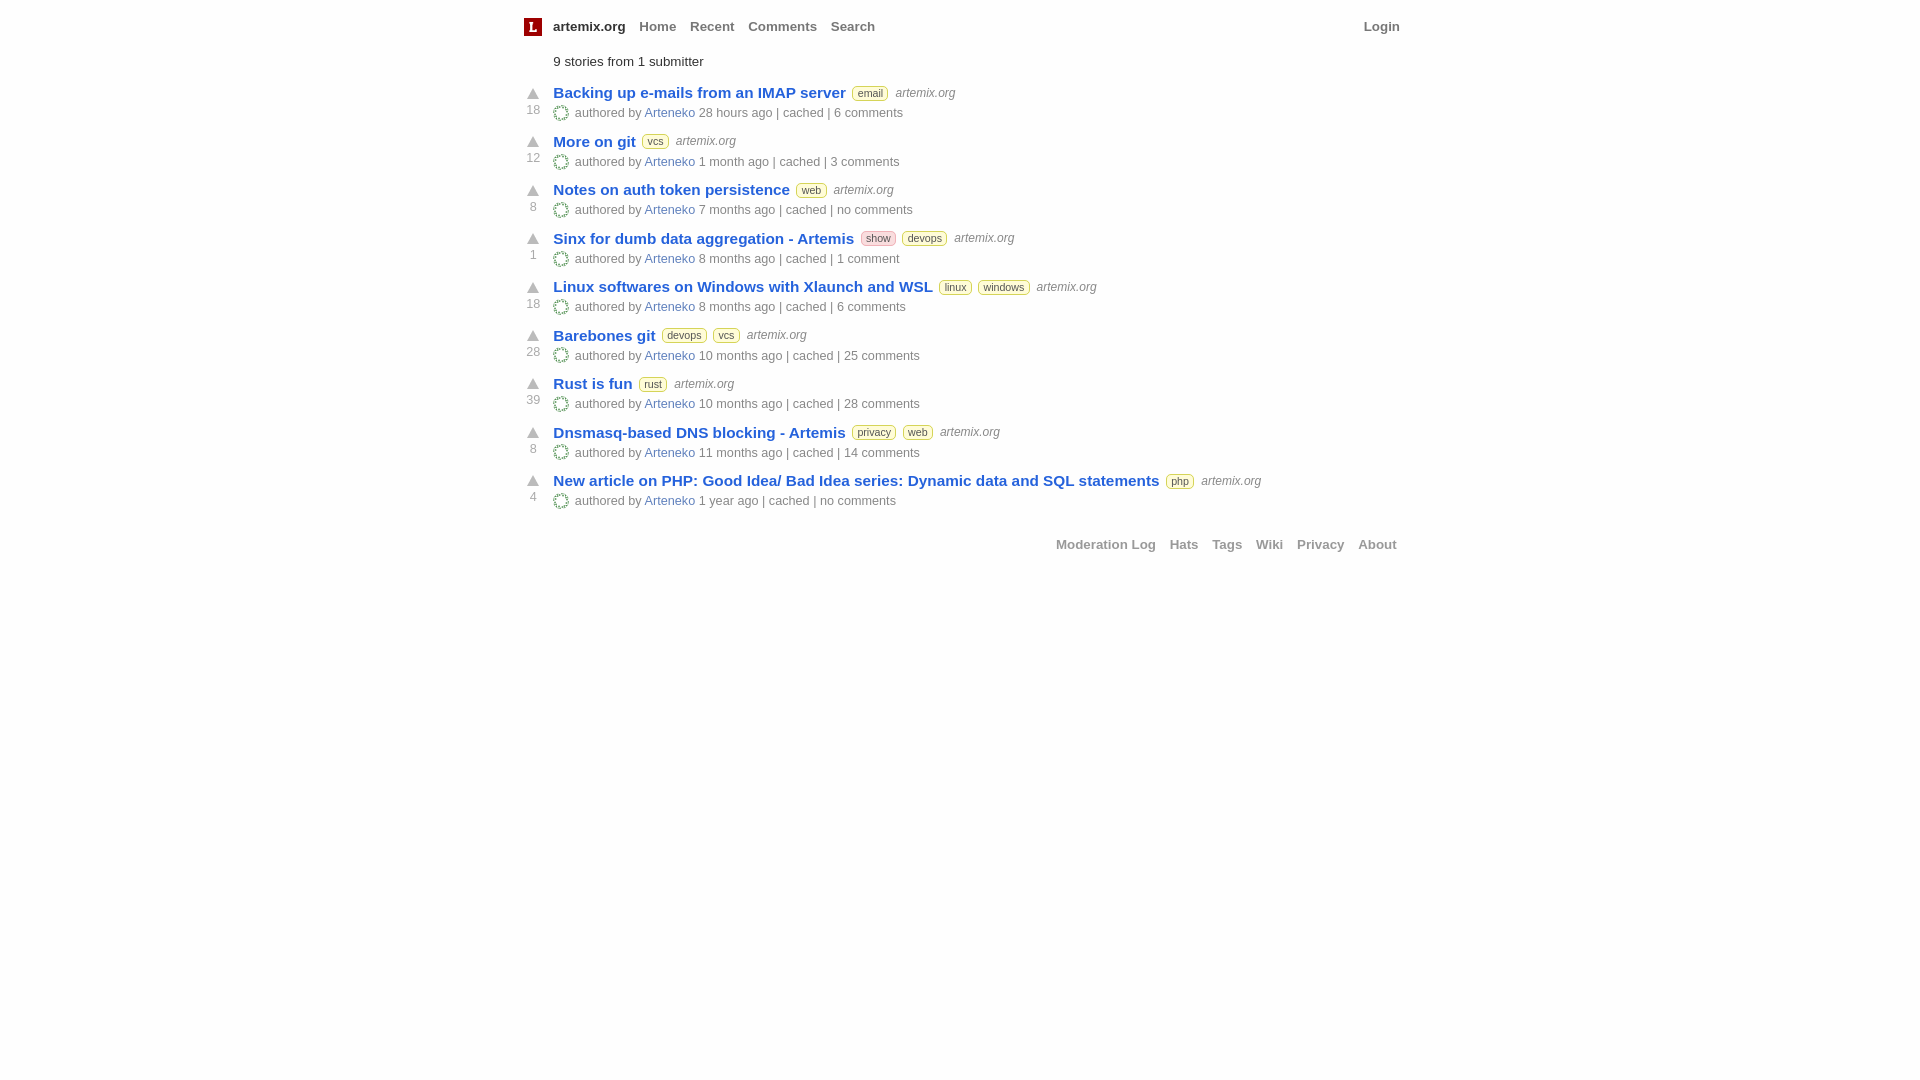 L artemix.org Home Recent Comments Search Login
9 stories from 1 submitter
Backing up e-mails from an IMAP server email artemix.org
18 authored by Arteneko 28 hours ago | cached | 6 comments
More on git vcs artemix.org
12 authored by Arteneko 1 month ago | cached | 3 comments
Notes on auth token persistence web artemix.org
8 authored by Arteneko 7 months ago | cached | no comments
Sinx for dumb data aggregation - Artemis show devops artemix.org
1 authored by Arteneko 8 months ago | cached | 1 comment
Linux softwares on Windows with Xlaunch and WSL linux windows artemix.org
18 authored by Arteneko 8 months ago | cached | 6 comments
Barebones git devops vcs artemix.org
28 authored by Arteneko 10 months ago | cached | 25 comments
Rust is fun rust artemix.org
39 authored by Arteneko 10 months ago | cached | 28 comments
Dnsmasq-based DNS blocking - Artemis privacy web artemix.org
8 authored by Arteneko 11 months ago | cached | 14 comments
New article on PHP: Good Idea/ Bad Idea series: Dynamic data and SQL statements php artemix.org
4 authored by Arteneko 1 year ago | cached | no comments
Moderation Log Hats Tags Wiki Privacy About